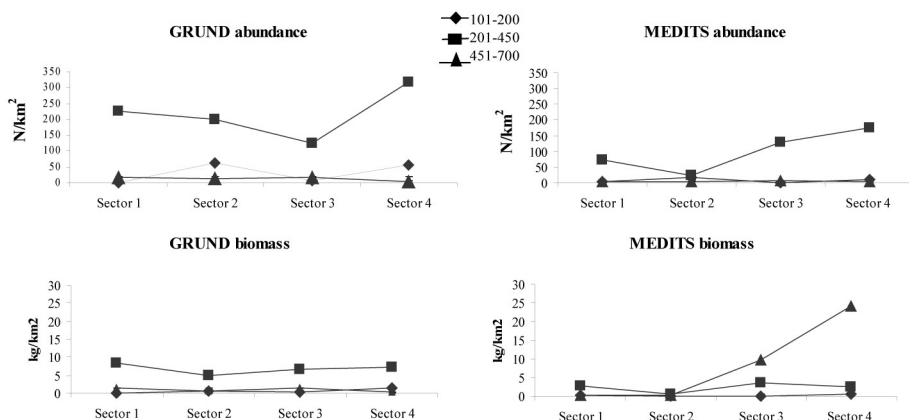 GRUND abundance
101-200
201-450
451-700
MEDITS abundance
N/km²
350
300
250
200
150
100
50
0
Sector 1 Sector 2 Sector 3 Sector 4
N/km²
350
300
250
200
150
100
50
0
Sector 1 Sector 2 Sector 3 Sector 4
GRUND biomass
kg/km2
30
25
20
15
10
5
0
Sector 1 Sector 2 Sector 3 Sector 4
MEDITS biomass
kg/km2
30
25
20
15
10
5
0
Sector 1 Sector 2 Sector 3 Sector 4